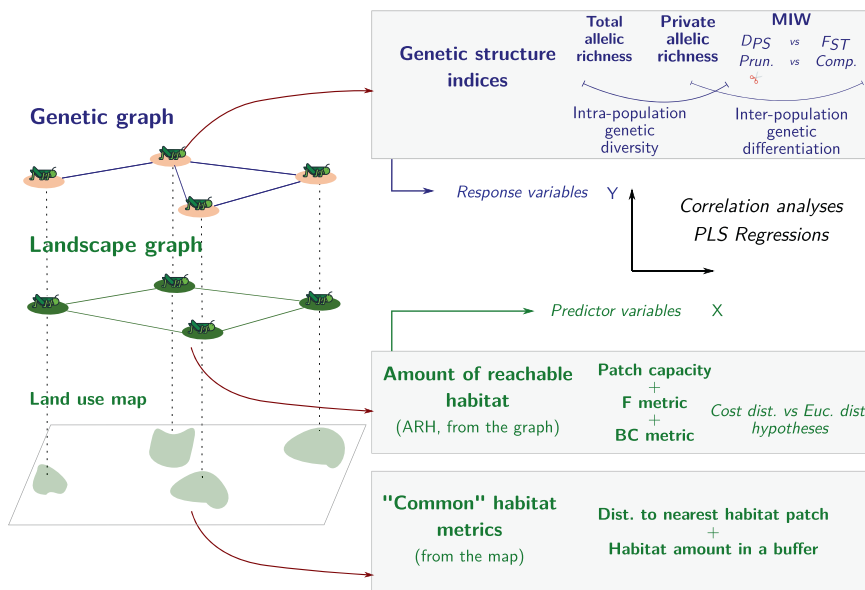 Genetic structure
indices
Total
allelic
richness
Private
allelic
richness
MIW
DPS vs FST
Prun. vs Comp.
Intra-population
genetic
diversity
Inter-population
genetic
differentiation
Genetic graph
Response variables Y
Correlation analyses
PLS Regressions
Landscape graph
Predictor variables X
Land use map
Amount of reachable
habitat
(ARH, from the graph)
Patch capacity
+
F metric
+
BC metric
Cost dist. vs Euc. dist
hypotheses
"Common" habitat
metrics
(from the map)
Dist. to nearest habitat patch
+
Habitat amount in a buffer